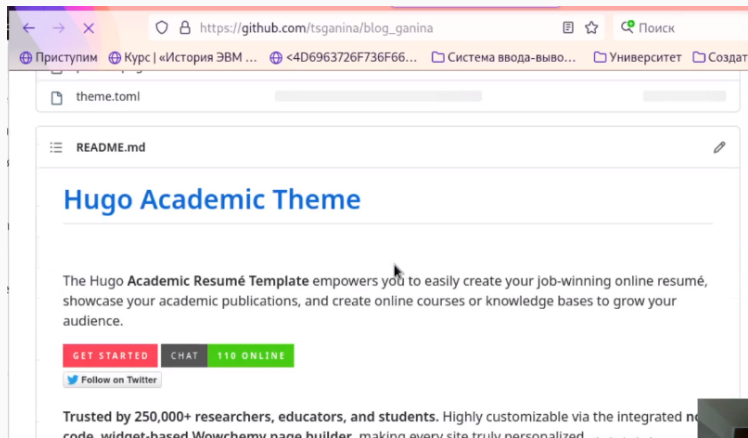 https://github.com/tsganina/blog_ganina
Поиск
Приступим Курс | «История ЭВМ ... <4D6963726F736F66... Система ввода-выво... Университет Создат
theme.toml
README.md
Hugo Academic Theme
The Hugo Academic Resumé Template empowers you to easily create your job-winning online resumé,
showcase your academic publications, and create online courses or knowledge bases to grow your
audience.
GET STARTED CHAT 110 ONLINE
Follow on Twitter
Trusted by 250,000+ researchers, educators, and students. Highly customizable via the integrated
code, widget-based Wowchemy page builder, making every site truly personalized.